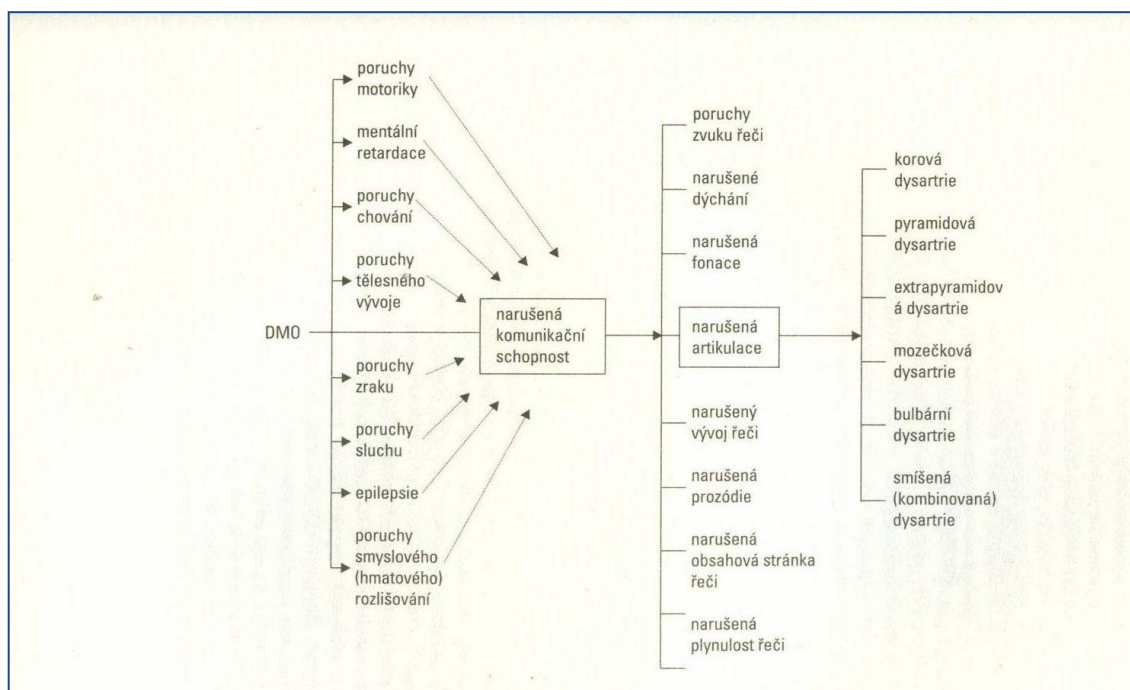 DMO
poruchy
motoriky
mentální
retardace
poruchy
chování
poruchy
tělesného
vývoje
poruchy
zraku
poruchy
sluchu
epilepsie
poruchy
smyslového
(hmatového)
rozlišování
narušená
komunikační
schopnost
poruchy
zvuku řeči
narušené
dýchání
narušená
fonace
narušená
artikulace
narušený
vývoj řeči
narušená
prozódie
narušená
obsahová stránka
řeči
narušená
plynulost řeči
korová
dysartrie
pyramidová
dysartrie
extrapyramidov
á dysartrie
mozečková
dysartrie
bulbární
dysartrie
smíšená
(kombinovaná)
dysartrie